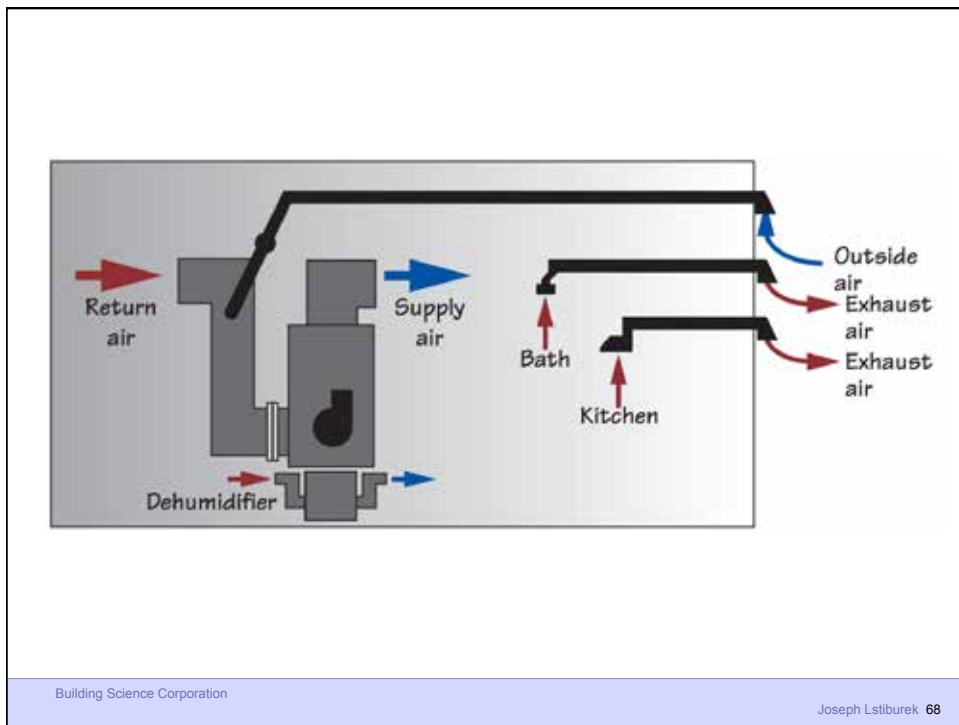 Outside
air
Exhaust
air
Exhaust
air
Return
air
Supply
air
Bath
Kitchen
Dehumidifier
Building Science Corporation
Joseph Lstiburek 68